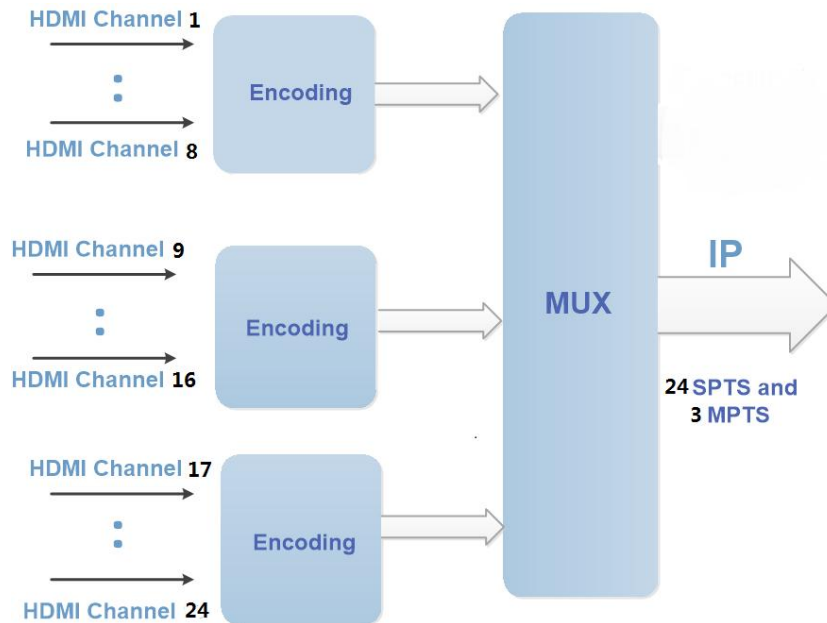 HDMI Channel 1
Encoding
HDMI Channel 8
HDMI Channel 9
Encoding
HDMI Channel 16
HDMI Channel 17
Encoding
HDMI Channel 24
MUX
IP
24 SPTS and
3 MPTS